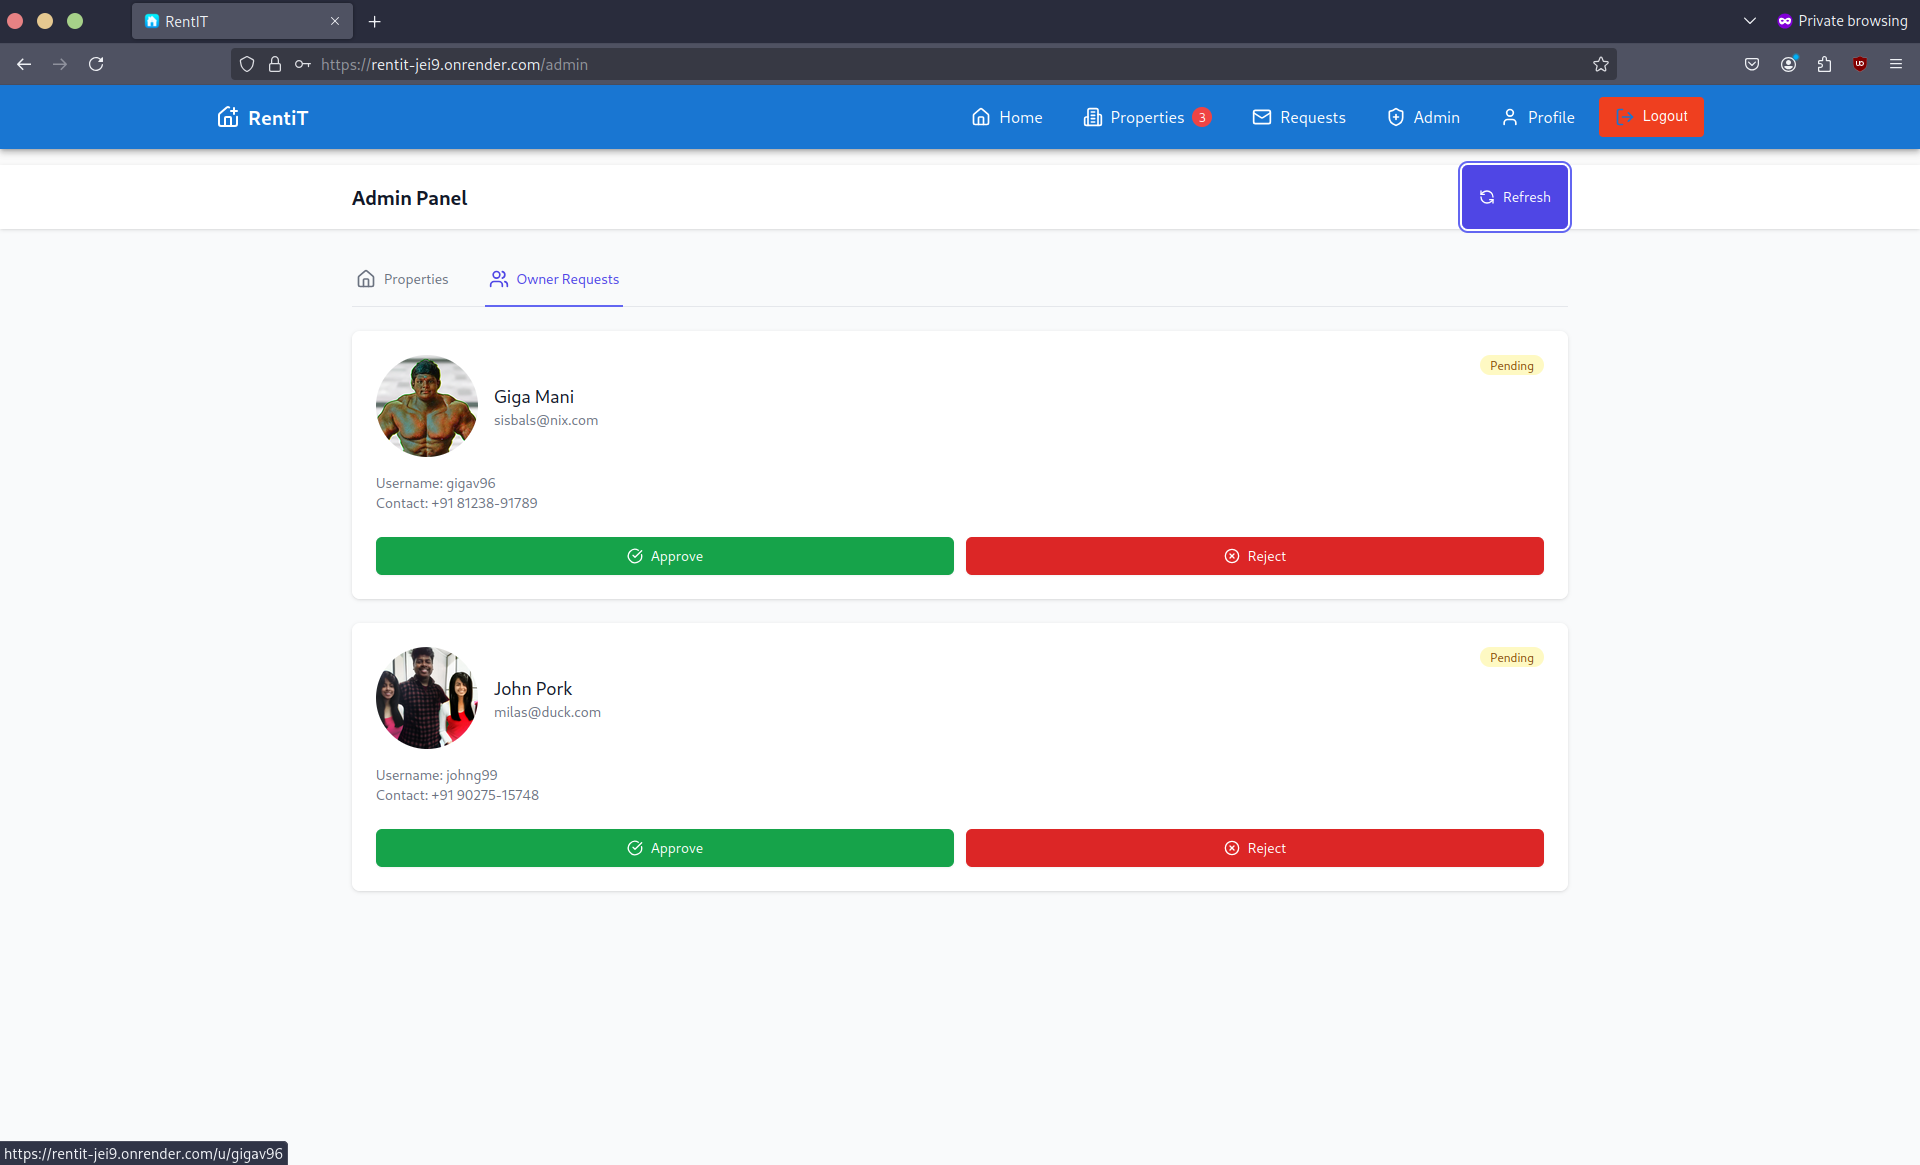 RentIT
Private browsing
https://rentit-jei9.onrender.com/admin
RentiT
Home
Properties 3
Requests
Admin
Profile
Logout
Admin Panel
Refresh
Properties
Owner Requests
Giga Mani
Pending
sisbals@nix.com
Username: gigav96
Contact: +91 81238-91789
Approve
Reject
John Pork
Pending
milas@duck.com
Username: johng99
Contact: +91 90275-15748
Approve
Reject
https://rentit-jei9.onrender.com/u/gigav96